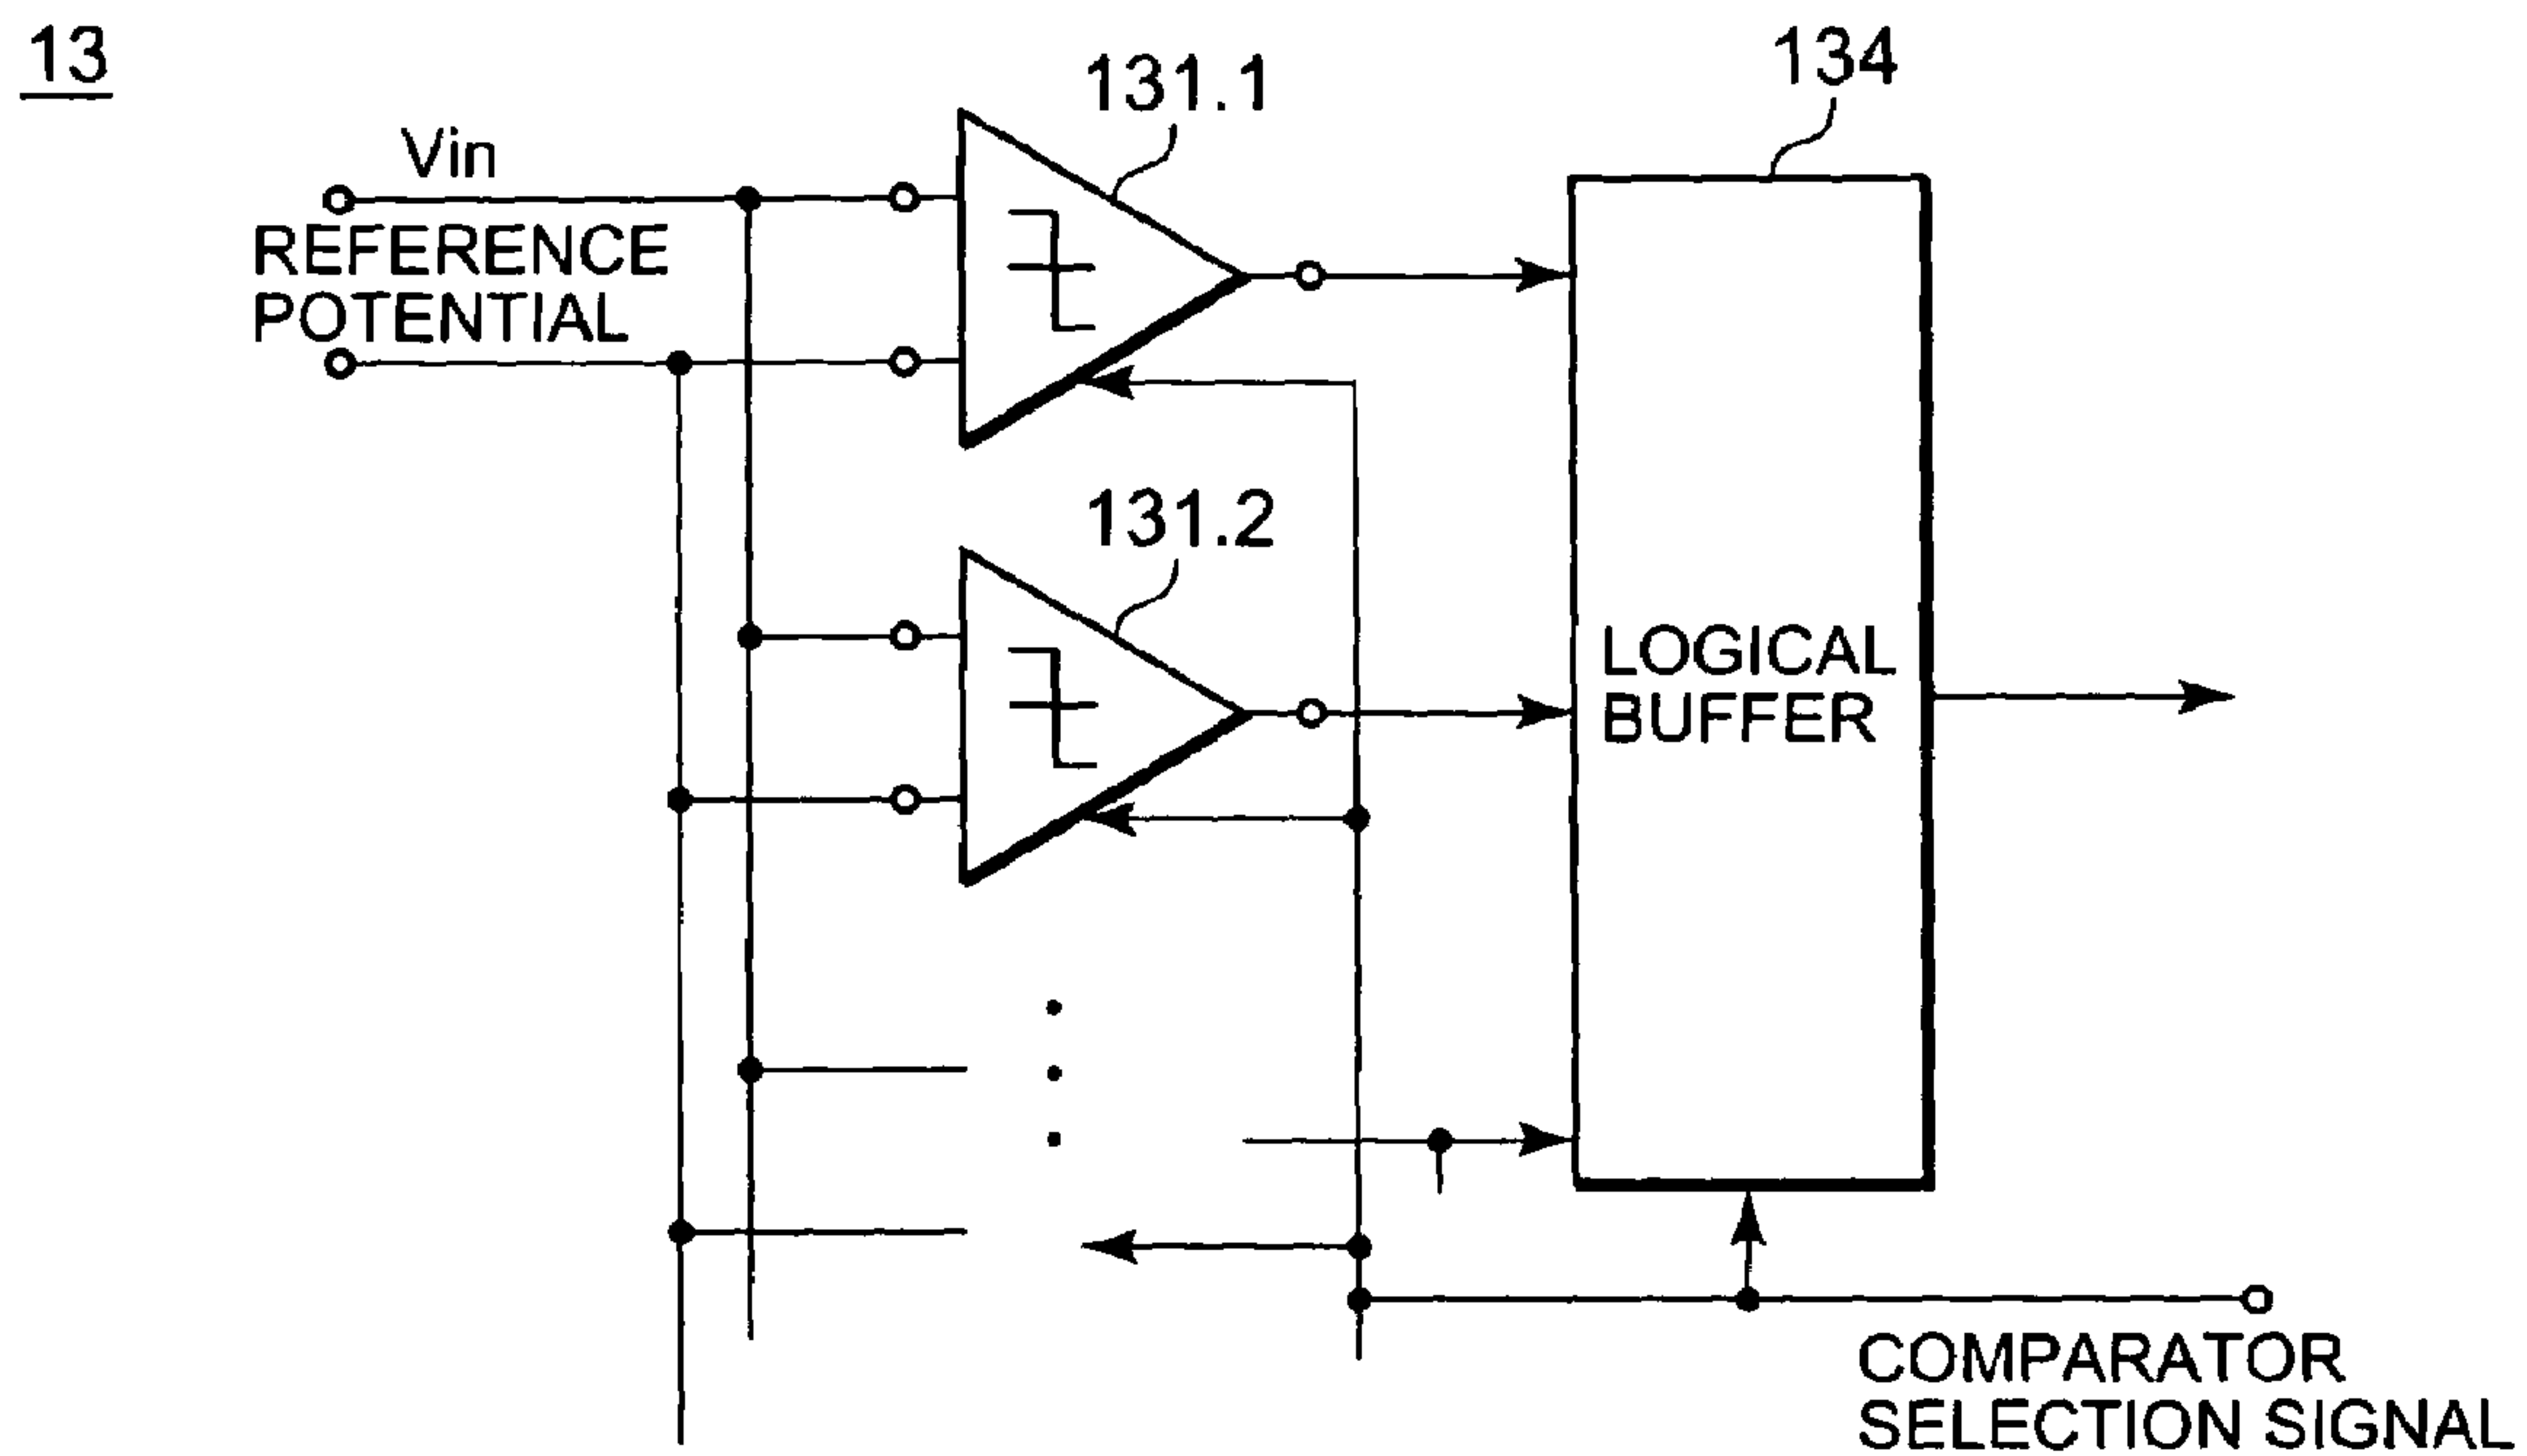 13
131.1
134
Vin
REFERENCE
POTENTIAL
131.2
LOGICAL
BUFFER
COMPARATOR
SELECTION SIGNAL